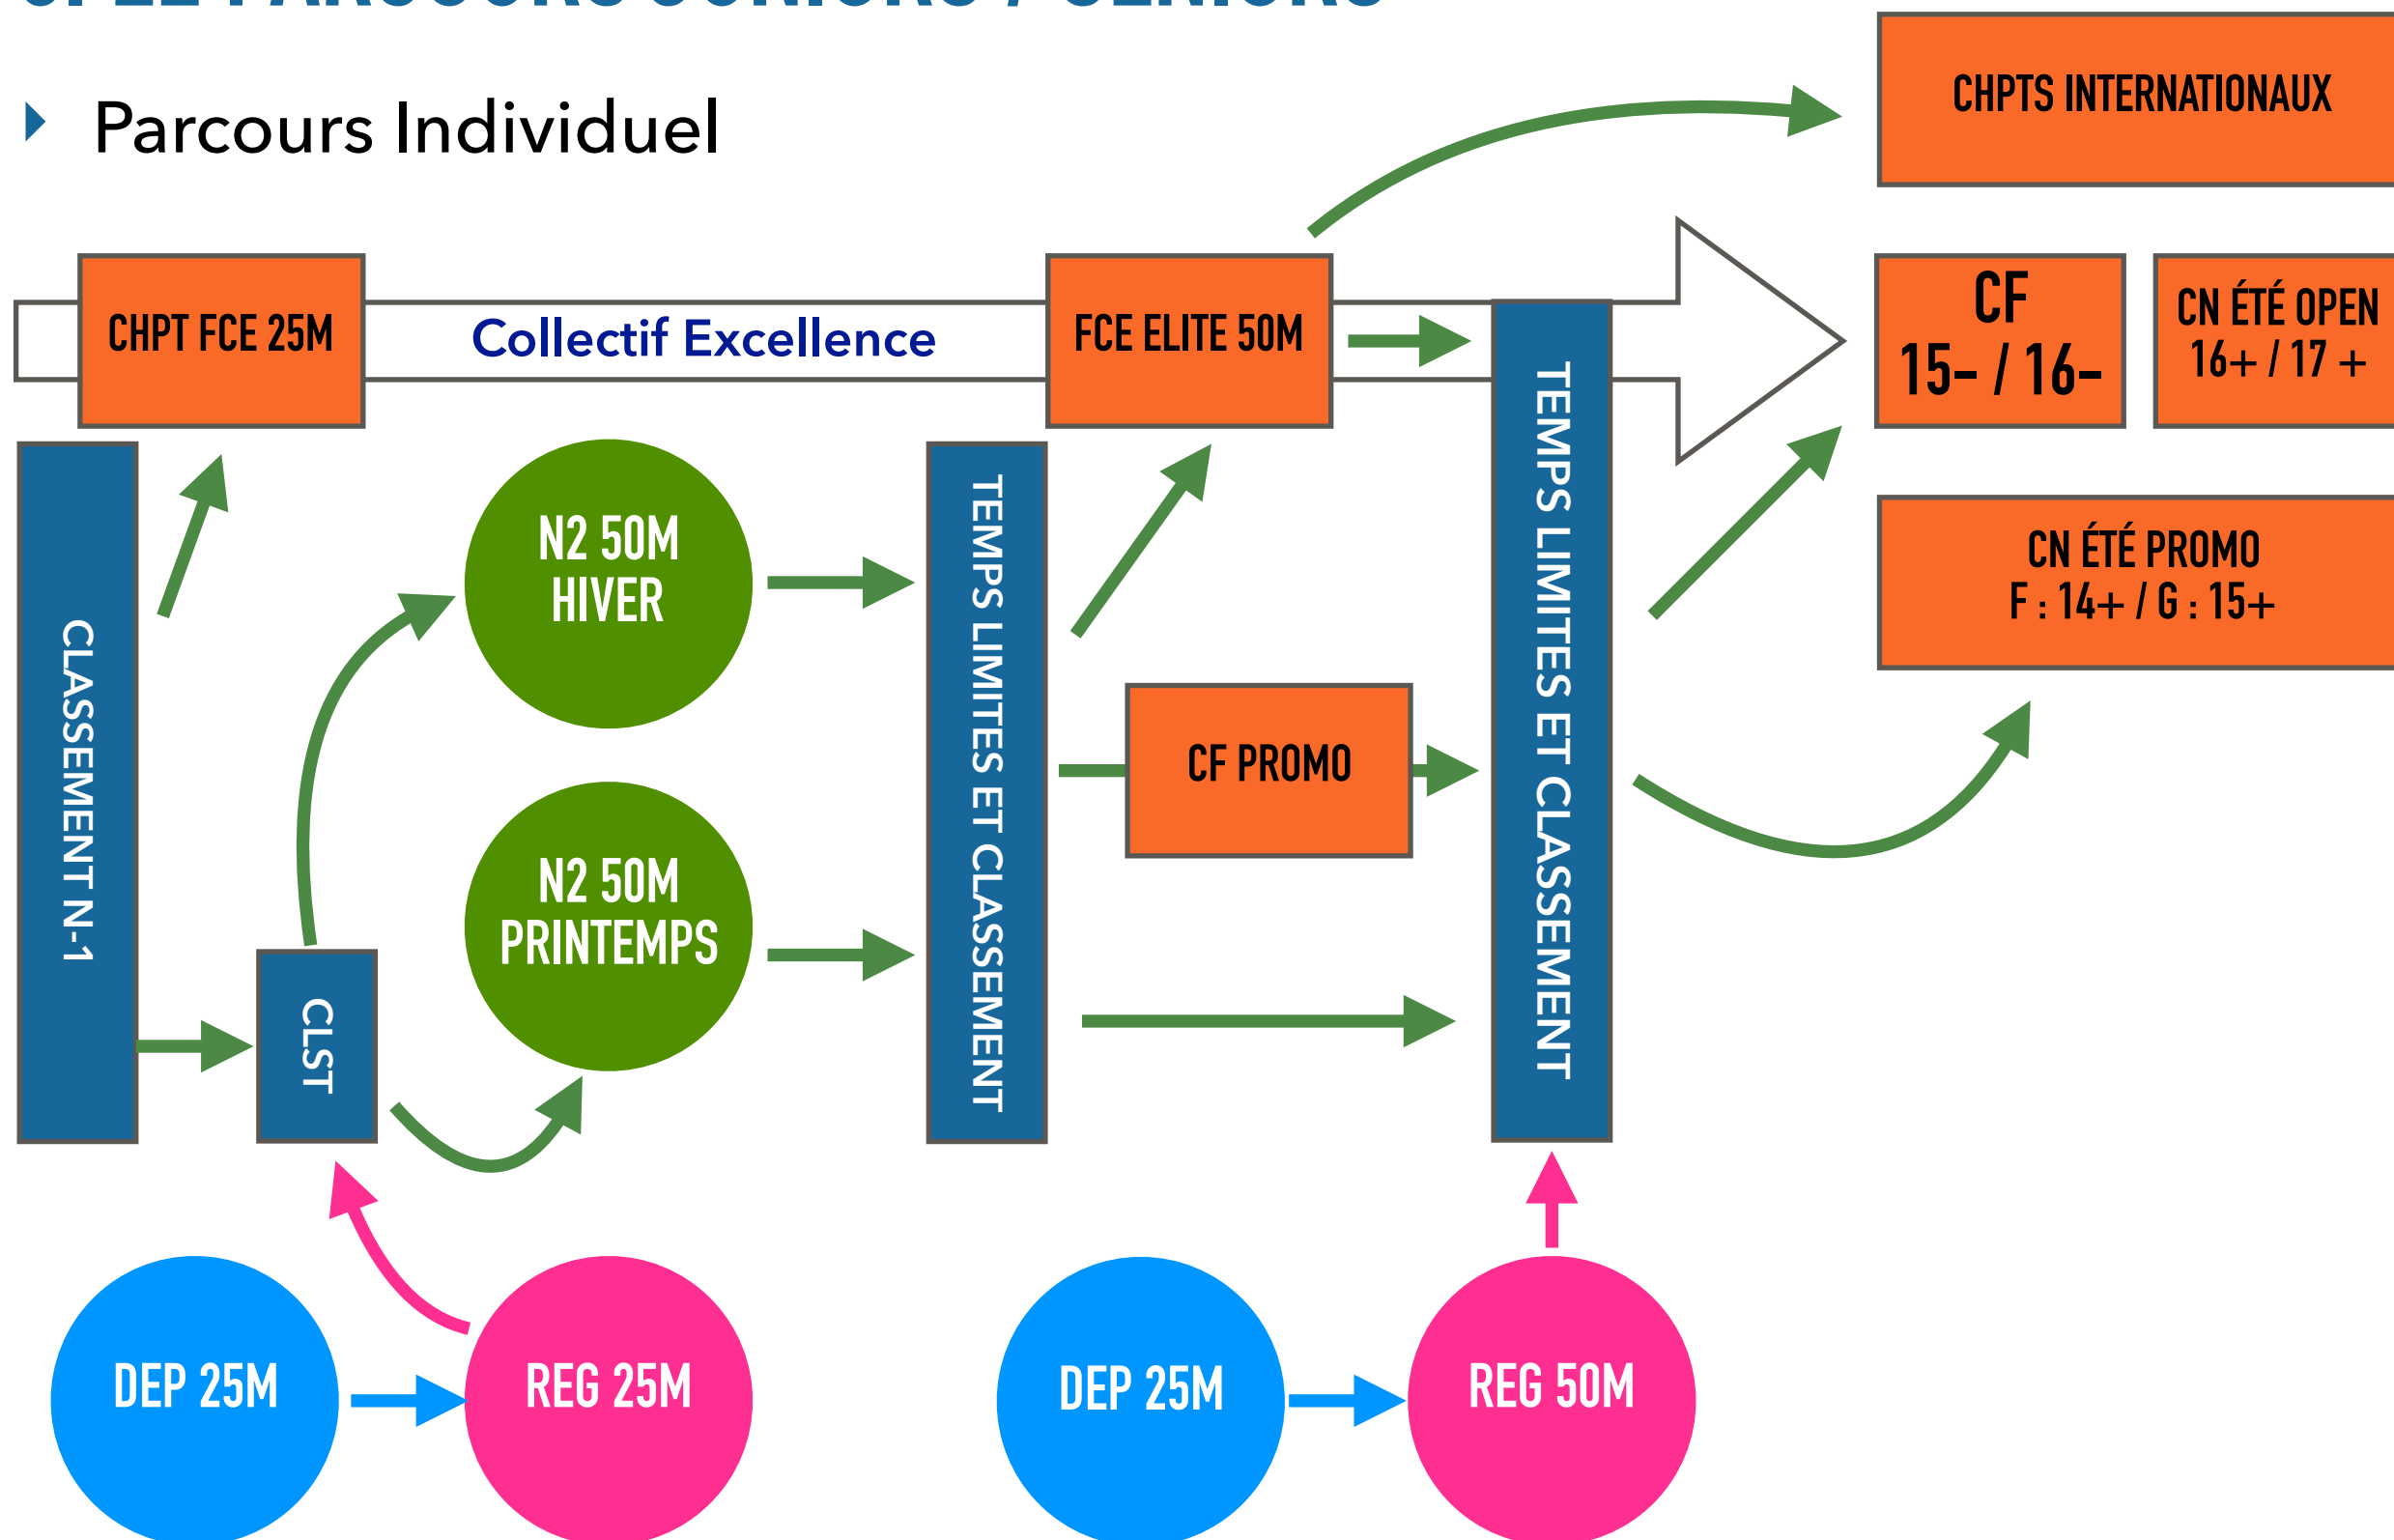 Parcours Individuel
CHPTS INTERNATIONAUX
CHPT FCE 25M
Collectif Excellence
FCE ELITE 50M
CF
15- / 16-
CN ÉTÉ OPEN
16+ / 17 +
CLASSEMENT N-1
N2 50M
HIVER
TEMPS LIMITES ET CLASSEMENT
TEMPS LIMITES ET CLASSEMENT
CN ÉTÉ PROMO
F : 14+ / G : 15+
CF PROMO
N2 50M
PRINTEMPS
CLST
DEP 25M
REG 25M
DEP 25M
REG 50M